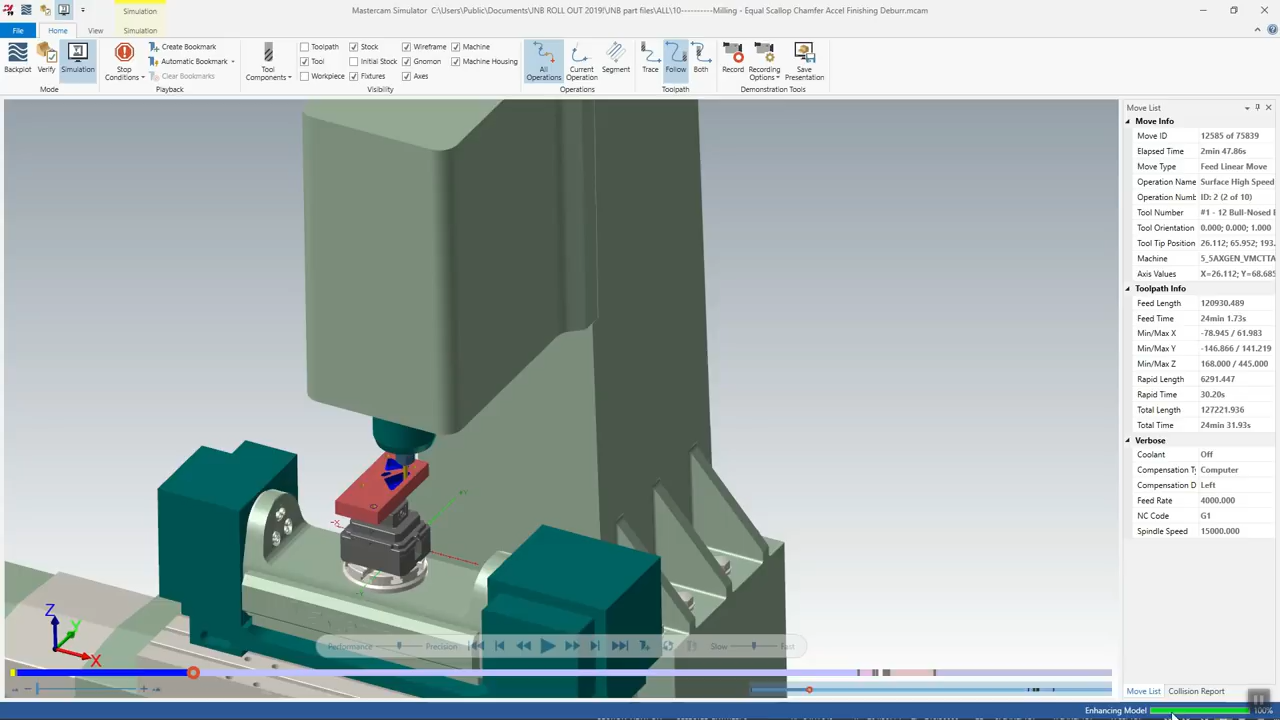 Simulation
Mastercam Simulator C:\Users\Public\Documents\INB ROLL OUT 2019!\INB part files\ALL\10----------Milling - Equal Scallop Chamfer Accel Finishing Deburr.mcam
File Home View Simulation
Backplot
Verify
Simulation
Mode
Stop Conditions
Create Bookmark
Automatic Bookmark
Clear Bookmarks
Playback
Tool Components
Toolpath Stock Wireframe Machine
Tool Initial Stock Gnomon Machine Housing
Workpiece Fixtures Axes
Visibility
All Operations
Current Operation
Segment
Operations
Trace
Follow
Both
Toolpath
Record
Recording Options
Save Presentation
Demonstration Tools
Move List
Move Info
Move ID 12585 of 75839
Elapsed Time 2min 47.86s
Move Type Feed Linear Move
Operation Name Surface High Speed
Operation Numb ID: 2 (2 of 10)
Tool Number #1 - 12 Bull-Nosed
Tool Orientation 0.000; 0.000; 1.000
Tool Tip Position 26.112; 65.952; 193.
Machine 5_5AXGEN_VMCTTA
Axis Values X=26.112; Y=68.685
Toolpath Info
Feed Length 120930.489
Feed Time 24min 1.73s
Min/Max X -78.945 / 61.983
Min/Max Y -146.866 / 141.219
Min/Max Z 168.000 / 445.000
Rapid Length 6291.447
Rapid Time 30.20s
Total Length 127221.936
Total Time 24min 31.93s
Verbose
Coolant Off
Compensation Ty Computer
Compensation D Left
Feed Rate 4000.000
NC Code G1
Spindle Speed 15000.000
Performance Precision Slow Fast
Z
Y
X
Move List Collision Report
Enhancing Model 100%